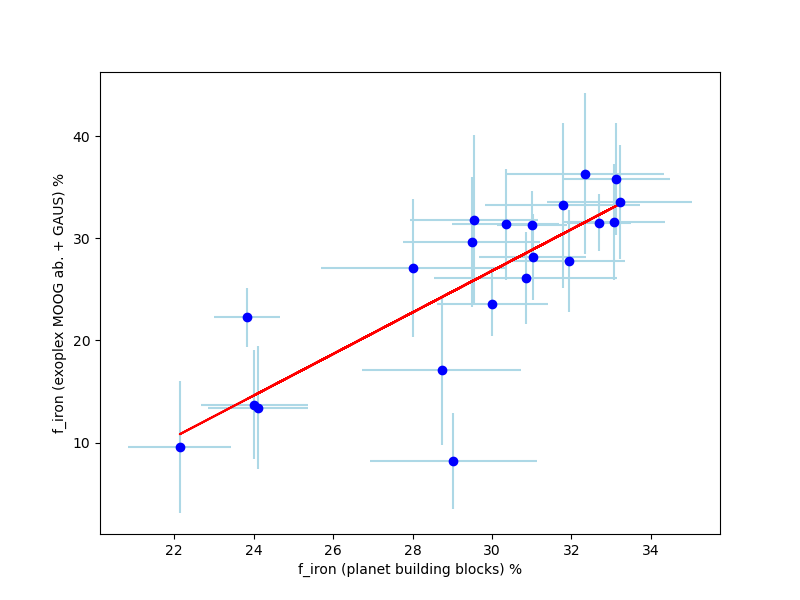 f_iron (exoplex MOOG ab. + GAUS) %
40
30
20
10
22 24 26 28 30 32 34
f_iron (planet building blocks) %